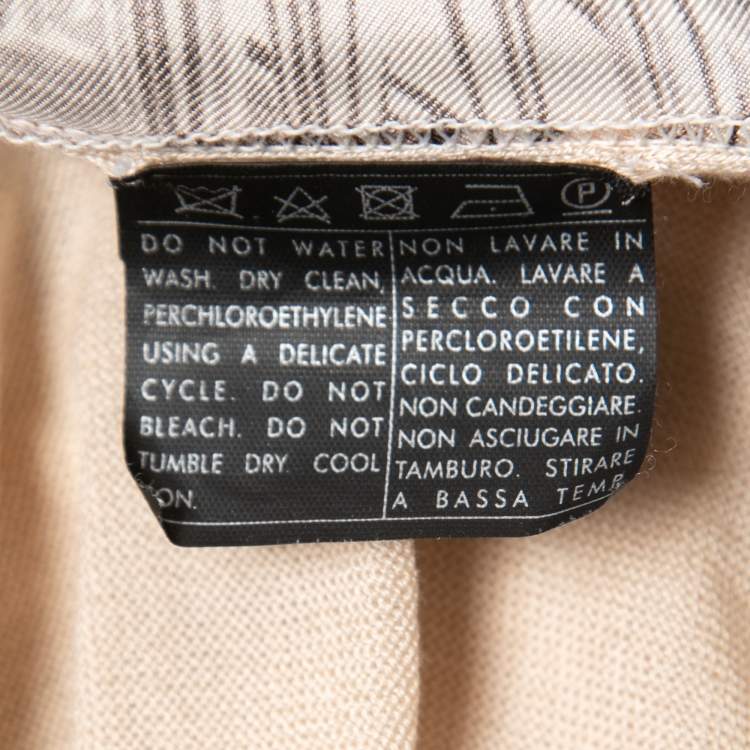 P
DO NOT WATER
WASH. DRY CLEAN,
PERCHLOROETHYLENE
USING A DELICATE
CYCLE. DO NOT
BLEACH. DO NOT
TUMBLE DRY. COOL
NON LAVARE IN
ACQUA. LAVARE A
SECCO CON
PERCLOROETILENE,
CICLO DELICATO.
NON CANDEGGIARE.
NON ASCIUGARE IN
TAMBURO. STIRARE
A BASSA TEMP.